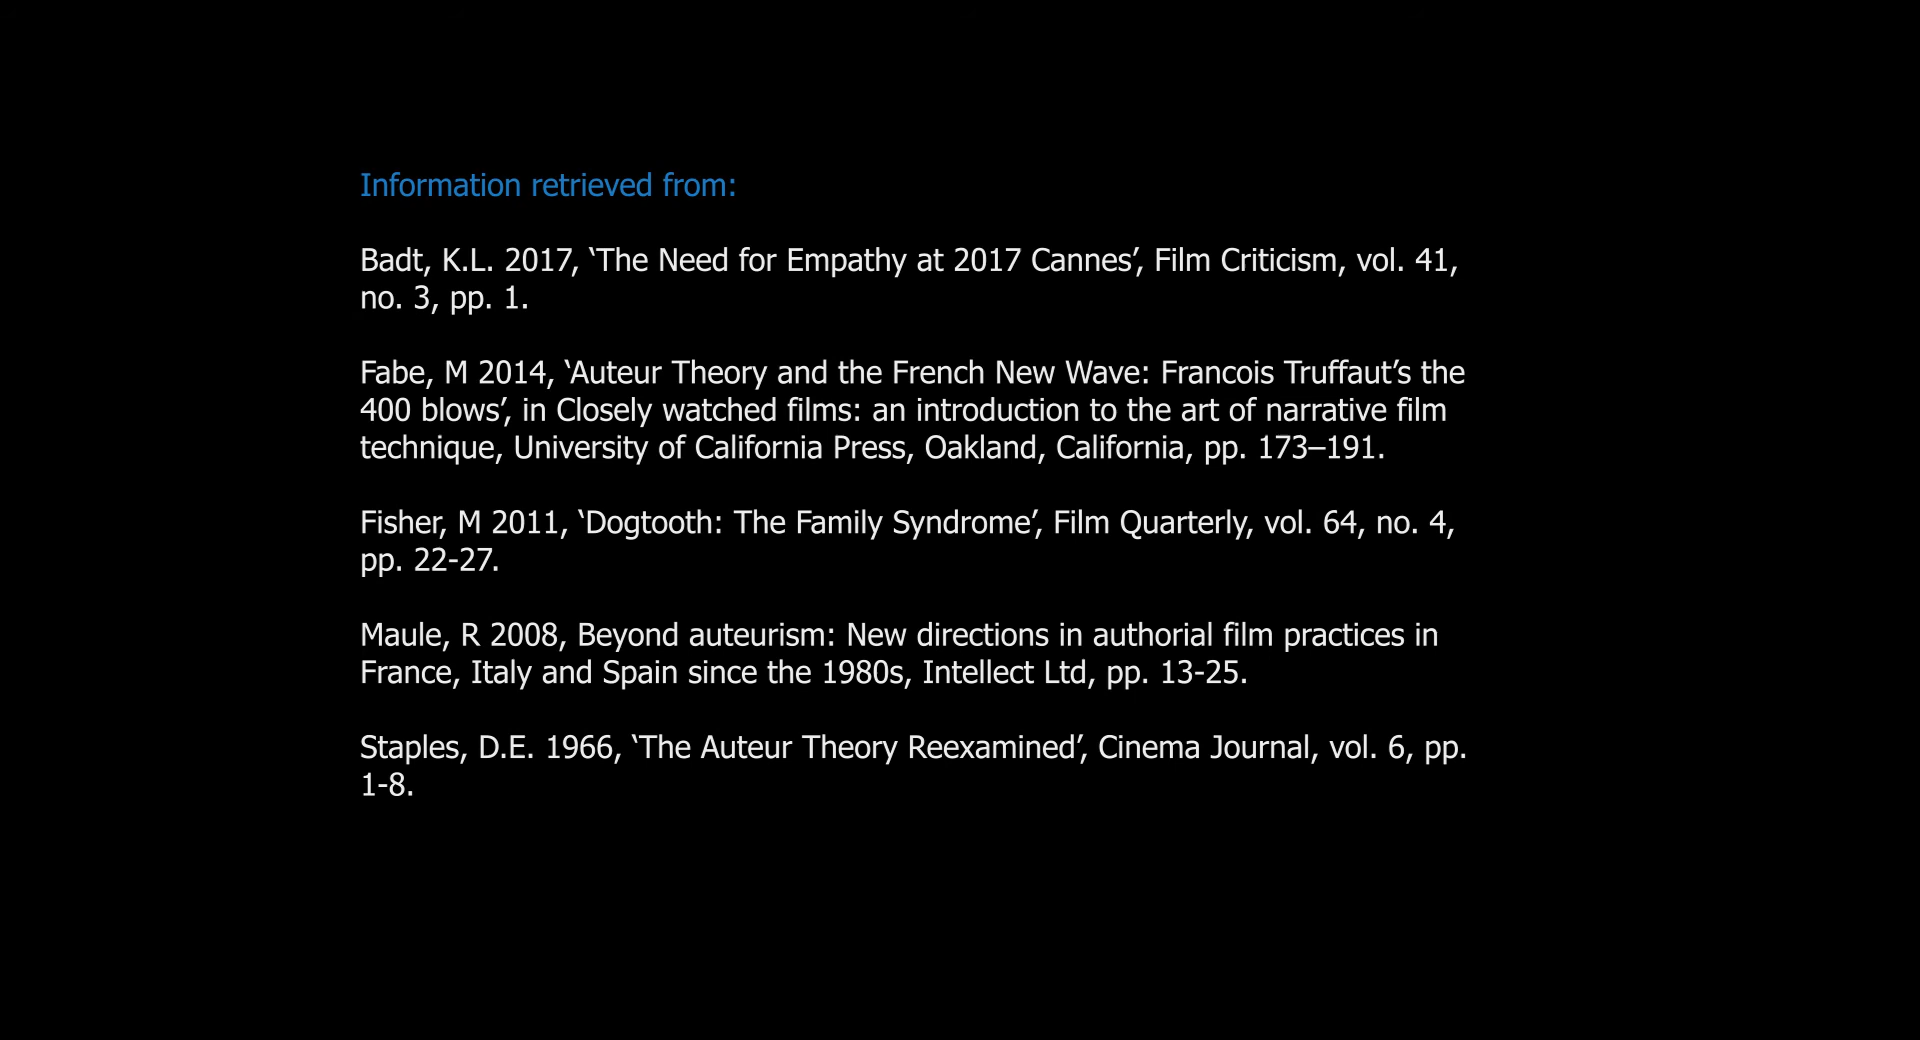 Information retrieved from:
Badt, K.L. 2017, ‘The Need for Empathy at 2017 Cannes’, Film Criticism, vol. 41,
no. 3, pp. 1.
Fabe, M 2014, ‘Auteur Theory and the French New Wave: Francois Truffaut’s the
400 blows’, in Closely watched films: an introduction to the art of narrative film
technique, University of California Press, Oakland, California, pp. 173–191.
Fisher, M 2011, ‘Dogtooth: The Family Syndrome’, Film Quarterly, vol. 64, no. 4,
pp. 22-27.
Maule, R 2008, Beyond auteurism: New directions in authorial film practices in
France, Italy and Spain since the 1980s, Intellect Ltd, pp. 13-25.
Staples, D.E. 1966, ‘The Auteur Theory Reexamined’, Cinema Journal, vol. 6, pp.
1-8.